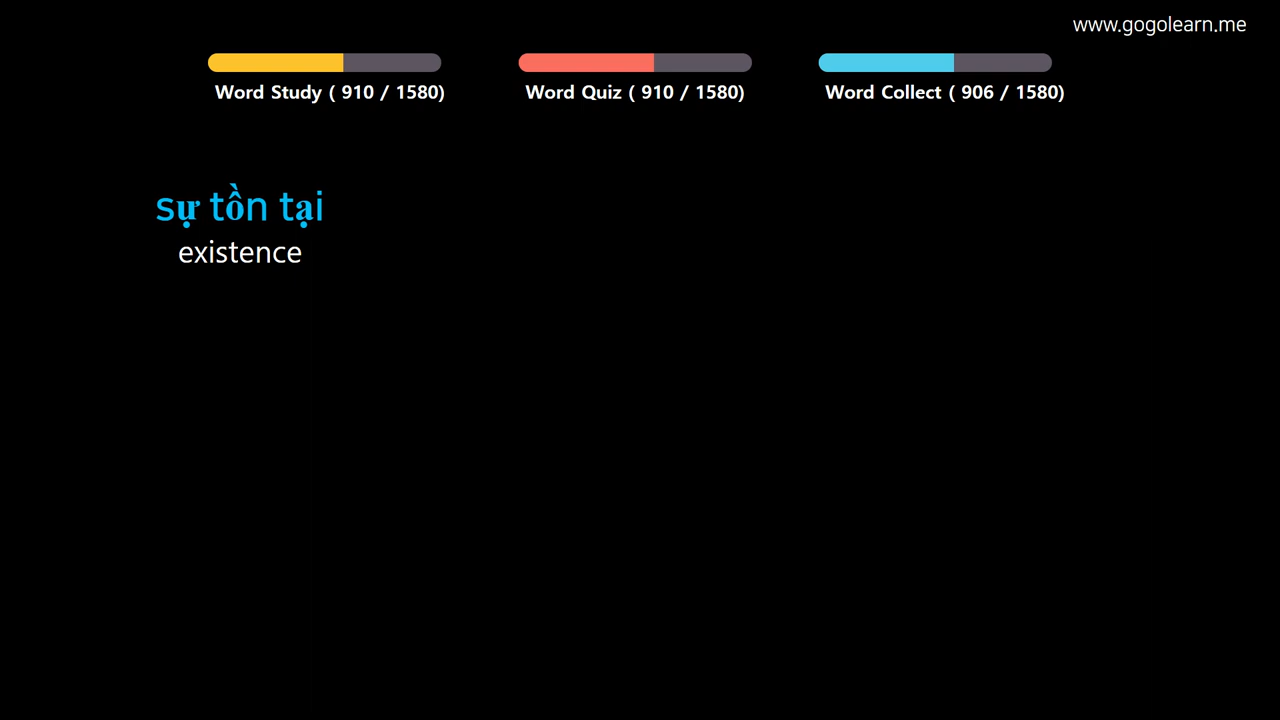 www.gogolearn.me
Word Study ( 910 / 1580)
Word Quiz ( 910 / 1580)
Word Collect ( 906 / 1580)
sự tồn tại
existence